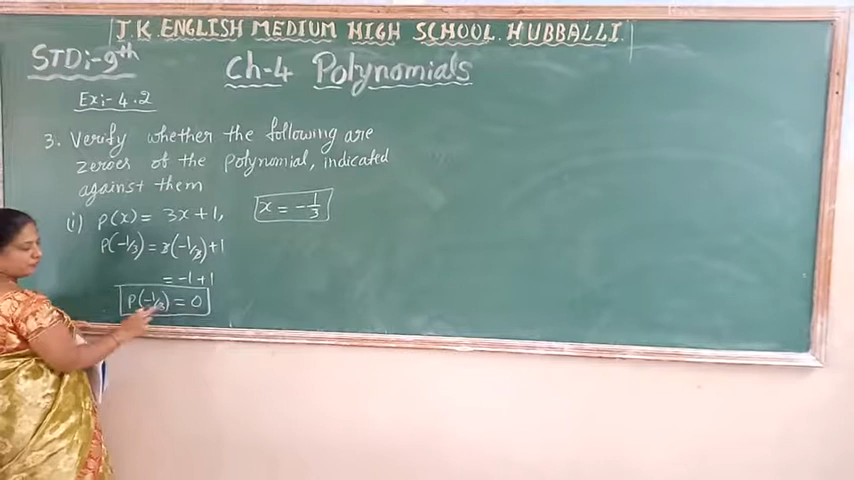 J.K ENGLISH MEDIUM HIGH SCHOOL. HUBBALLI.
STD:-9th
Ch-4 Polynomials
Ex:- 4.2
3. Verify whether the following are
zeroes of the polynomial, indicated
against them
(i) p(x) = 3x+1, x = -1/3
P(-1/3) = 3(-1/3)+1
= -1+1
P(-1/3) = 0